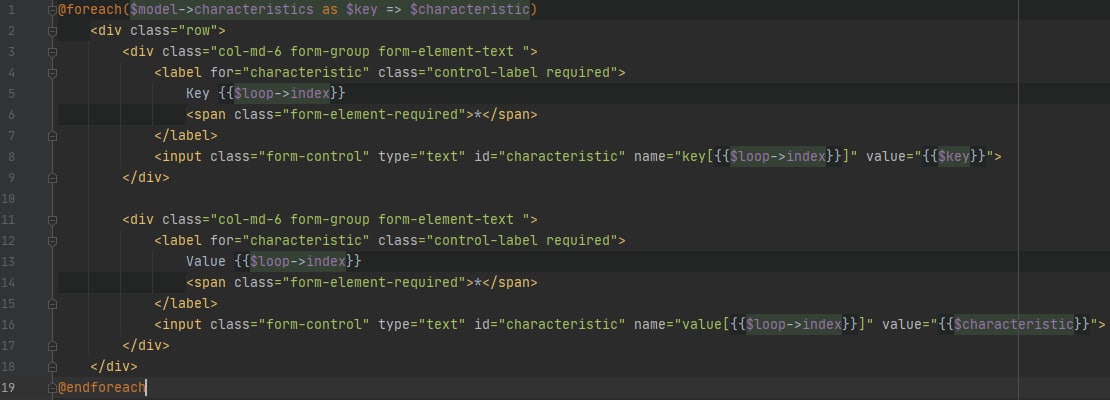 1 @foreach($model->characteristics as $key => $characteristic)
2 <div class="row">
3 <div class="col-md-6 form-group form-element-text ">
4 <label for="characteristic" class="control-label required">
5 Key {{$loop->index}}
6 <span class="form-element-required">*</span>
7 </label>
8 <input class="form-control" type="text" id="characteristic" name="key[{{$loop->index}}]" value="{{$key}}">
9 </div>
10
11 <div class="col-md-6 form-group form-element-text ">
12 <label for="characteristic" class="control-label required">
13 Value {{$loop->index}}
14 <span class="form-element-required">*</span>
15 </label>
16 <input class="form-control" type="text" id="characteristic" name="value[{{$loop->index}}]" value="{{$characteristic}}">
17 </div>
18 </div>
19 @endforeach